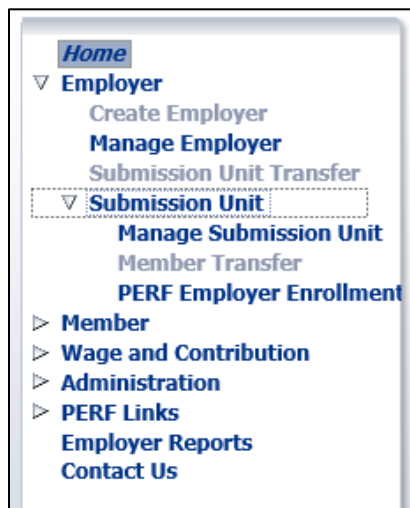 Home
Employer
Create Employer
Manage Employer
Submission Unit Transfer
Submission Unit
Manage Submission Unit
Member Transfer
PERF Employer Enrollment
Member
Wage and Contribution
Administration
PERF Links
Employer Reports
Contact Us